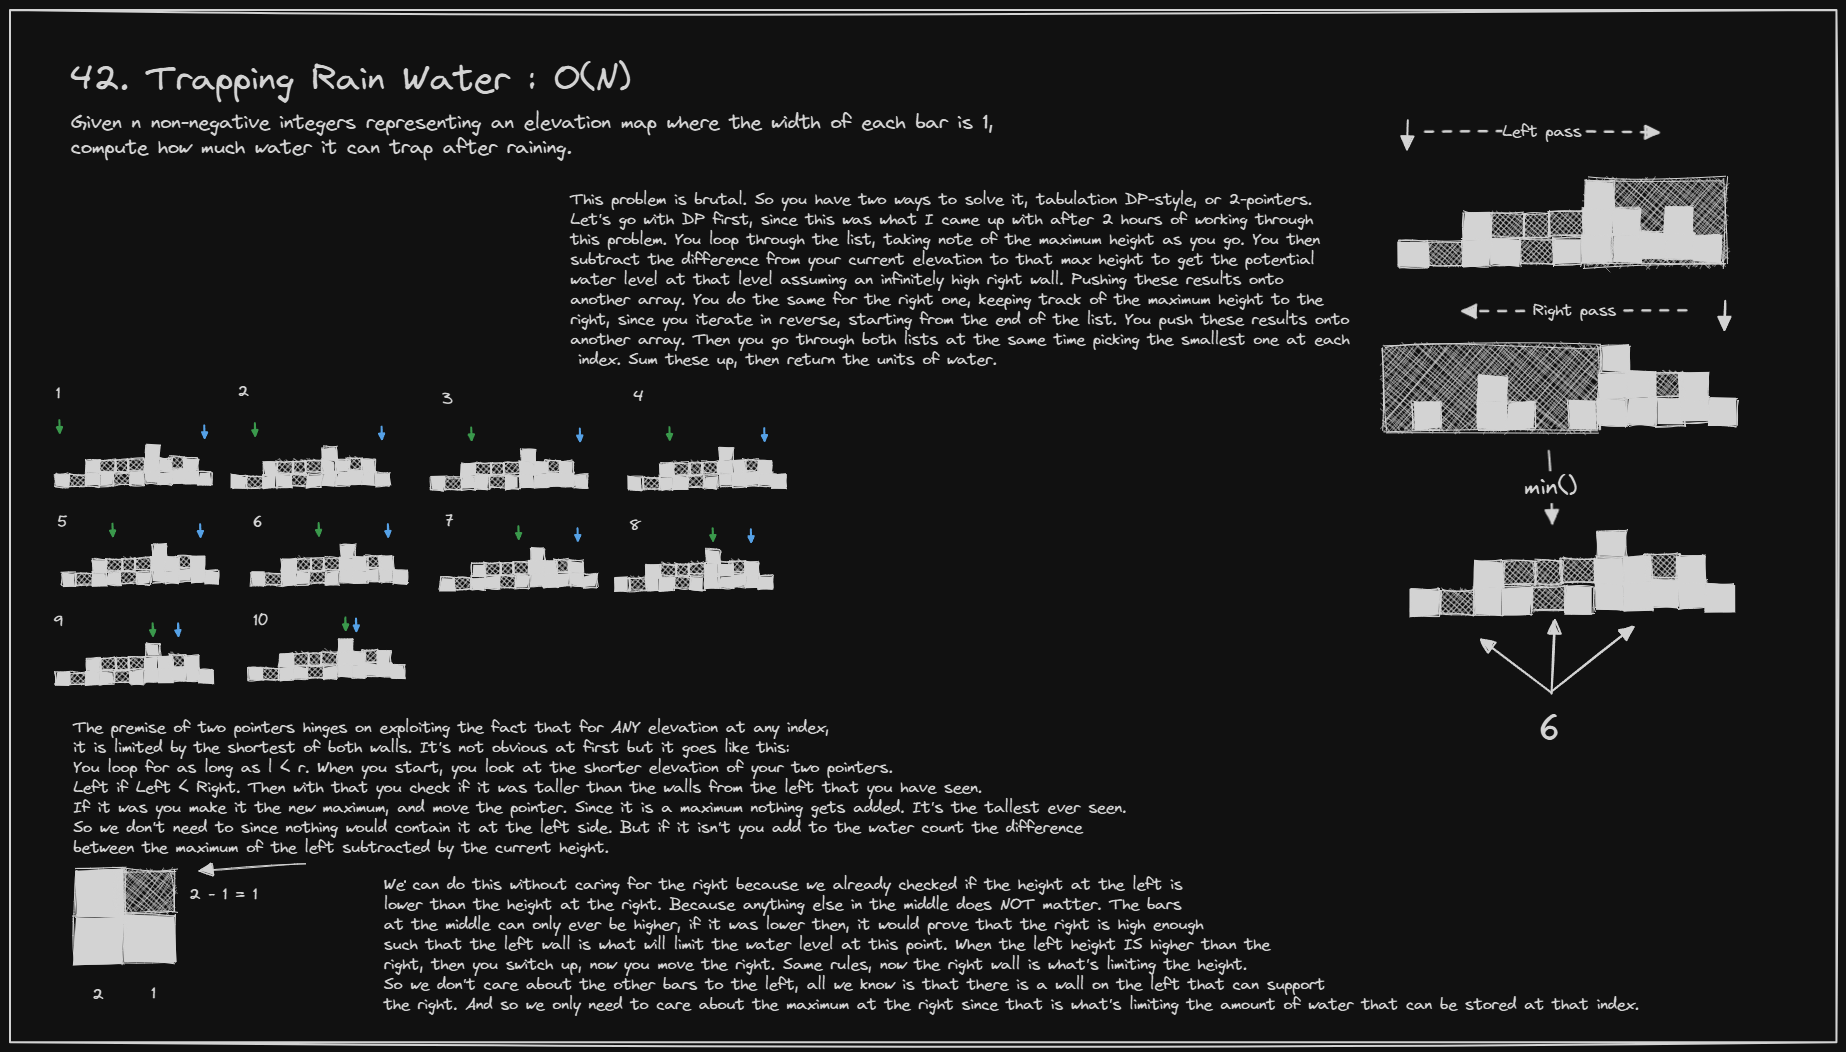 42. Trapping Rain Water : O(N)
Given n non-negative integers representing an elevation map where the width of each bar is 1,
compute how much water it can trap after raining.
This problem is brutal. So you have two ways to solve it, tabulation DP-style, or 2-pointers.
Let's go with DP first, since this was what I came up with after 2 hours of working through
this problem. You loop through the list, taking note of the maximum height as you go. You then
subtract the difference from your current elevation to that max height to get the potential
water level at that level assuming an infinitely high right wall. Pushing these results onto
another array. You do the same for the right one, keeping track of the maximum height to the
right, since you iterate in reverse, starting from the end of the list. You push these results onto
another array. Then you go through both lists at the same time picking the smallest one at each
index. Sum these up, then return the units of water.
Left pass
Right pass
min()
6
1
2
3
4
5
6
7
8
9
10
The premise of two pointers hinges on exploiting the fact that for ANY elevation at any index,
it is limited by the shortest of both walls. It's not obvious at first but it goes like this:
You loop for as long as l < r. When you start, you look at the shorter elevation of your two pointers.
Left if Left < Right. Then with that you check if it was taller than the walls from the left that you have seen.
If it was you make it the new maximum, and move the pointer. Since it is a maximum nothing gets added. It's the tallest ever seen.
So we don't need to since nothing would contain it at the left side. But if it isn't you add to the water count the difference
between the maximum of the left subtracted by the current height.
2 - 1 = 1
2
1
We' can do this without caring for the right because we already checked if the height at the left is
lower than the height at the right. Because anything else in the middle does NOT matter. The bars
at the middle can only ever be higher, if it was lower then, it would prove that the right is high enough
such that the left wall is what will limit the water level at this point. When the left height IS higher than the
right, then you switch up, now you move the right. Same rules, now the right wall is what's limiting the height.
So we don't care about the other bars to the left, all we know is that there is a wall on the left that can support
the right. And so we only need to care about the maximum at the right since that is what's limiting the amount of water that can be stored at that index.